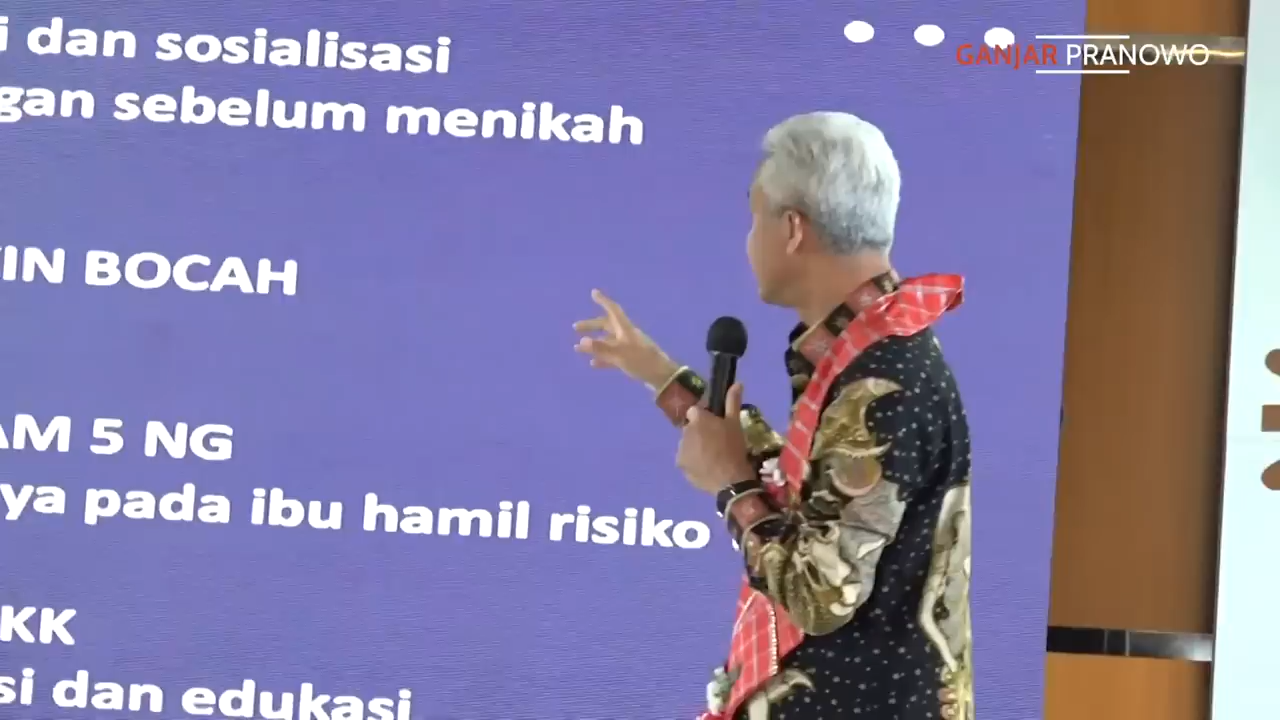 i dan sosialisasi
gan sebelum menikah
IN BOCAH
AM 5 NG
ya pada ibu hamil risiko
KK
si dan edukasi
GANJAR PRANOWO